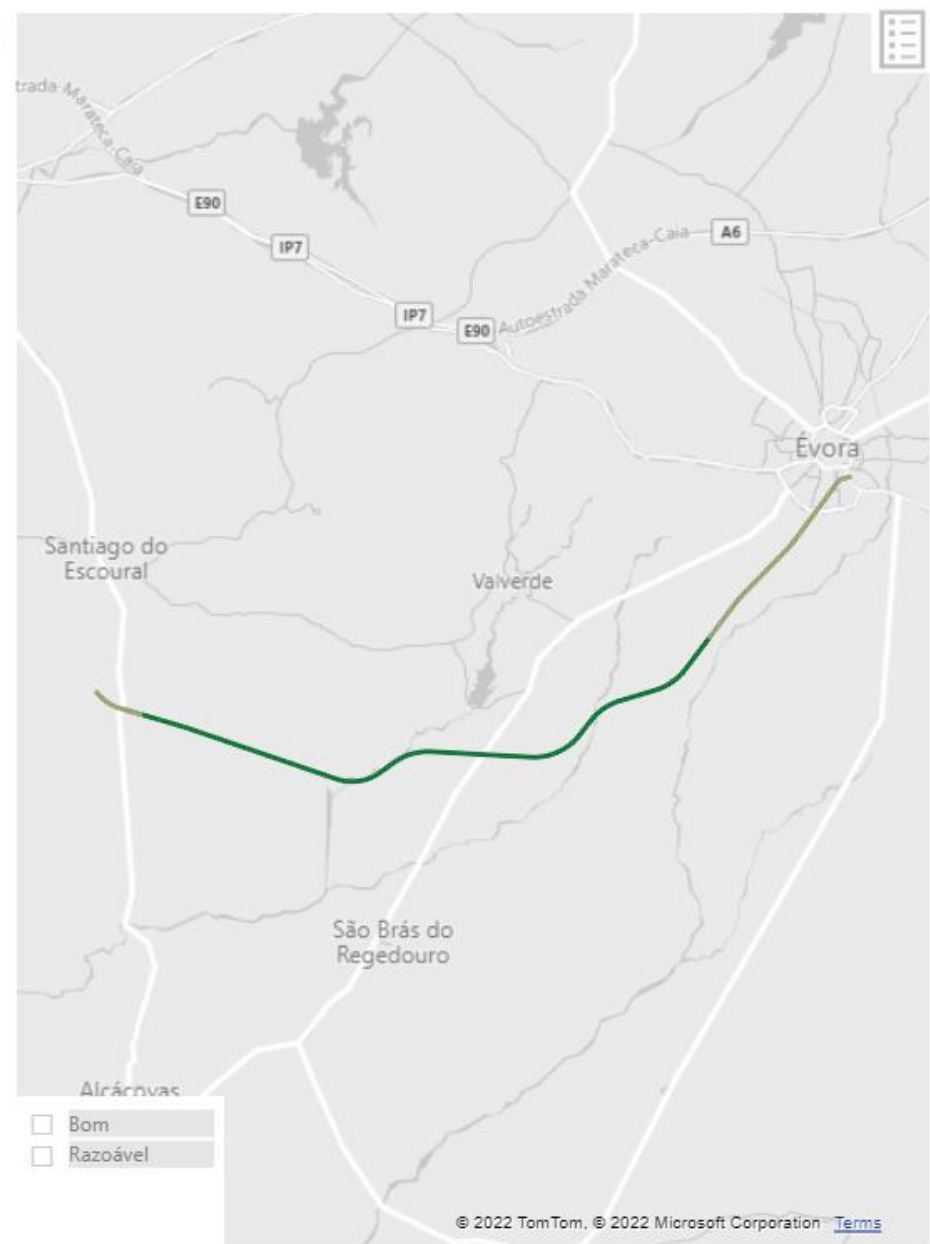 trada Marateca-Caia
E90
IP7
A6
Autoestrada Marateca-Caia
IP7
E90
Évora
Santiago do
Escoural
Valverde
São Brás do
Regedouro
Alcáçovas
Bom
Razoável
© 2022 TomTom, © 2022 Microsoft Corporation Terms